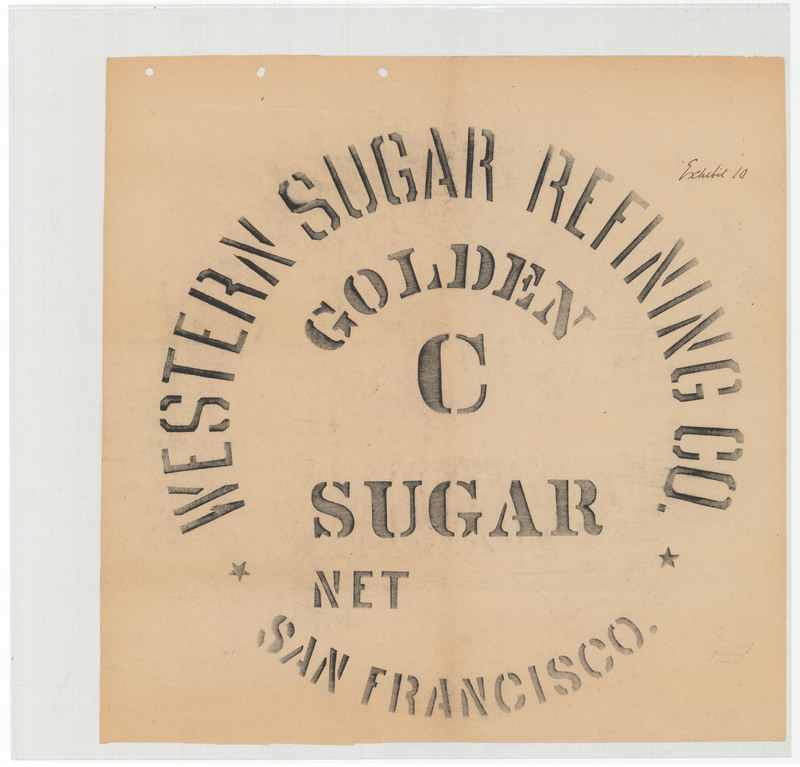 Exhibit 10
WESTERN SUGAR REFINING CO.
GOLDEN
C
SUGAR
NET
SAN FRANCISCO.